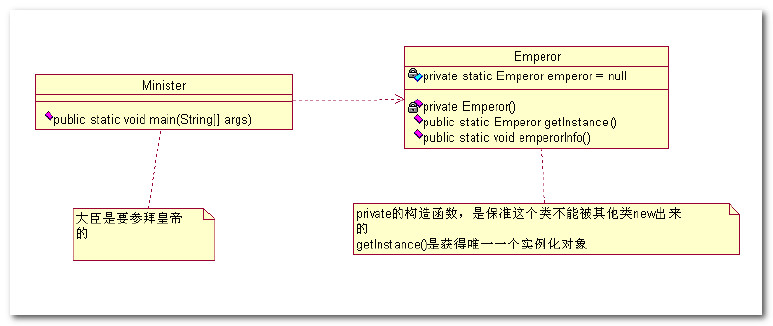 Minister
public static void main(String[] args)
大臣是要参拜皇帝
的
Emperor
private static Emperor emperor = null
private Emperor()
public static Emperor getInstance()
public static void emperorInfo()
private的构造函数，是保准这个类不能被其他类new出来
的
getInstance()是获得唯一一个实例化对象